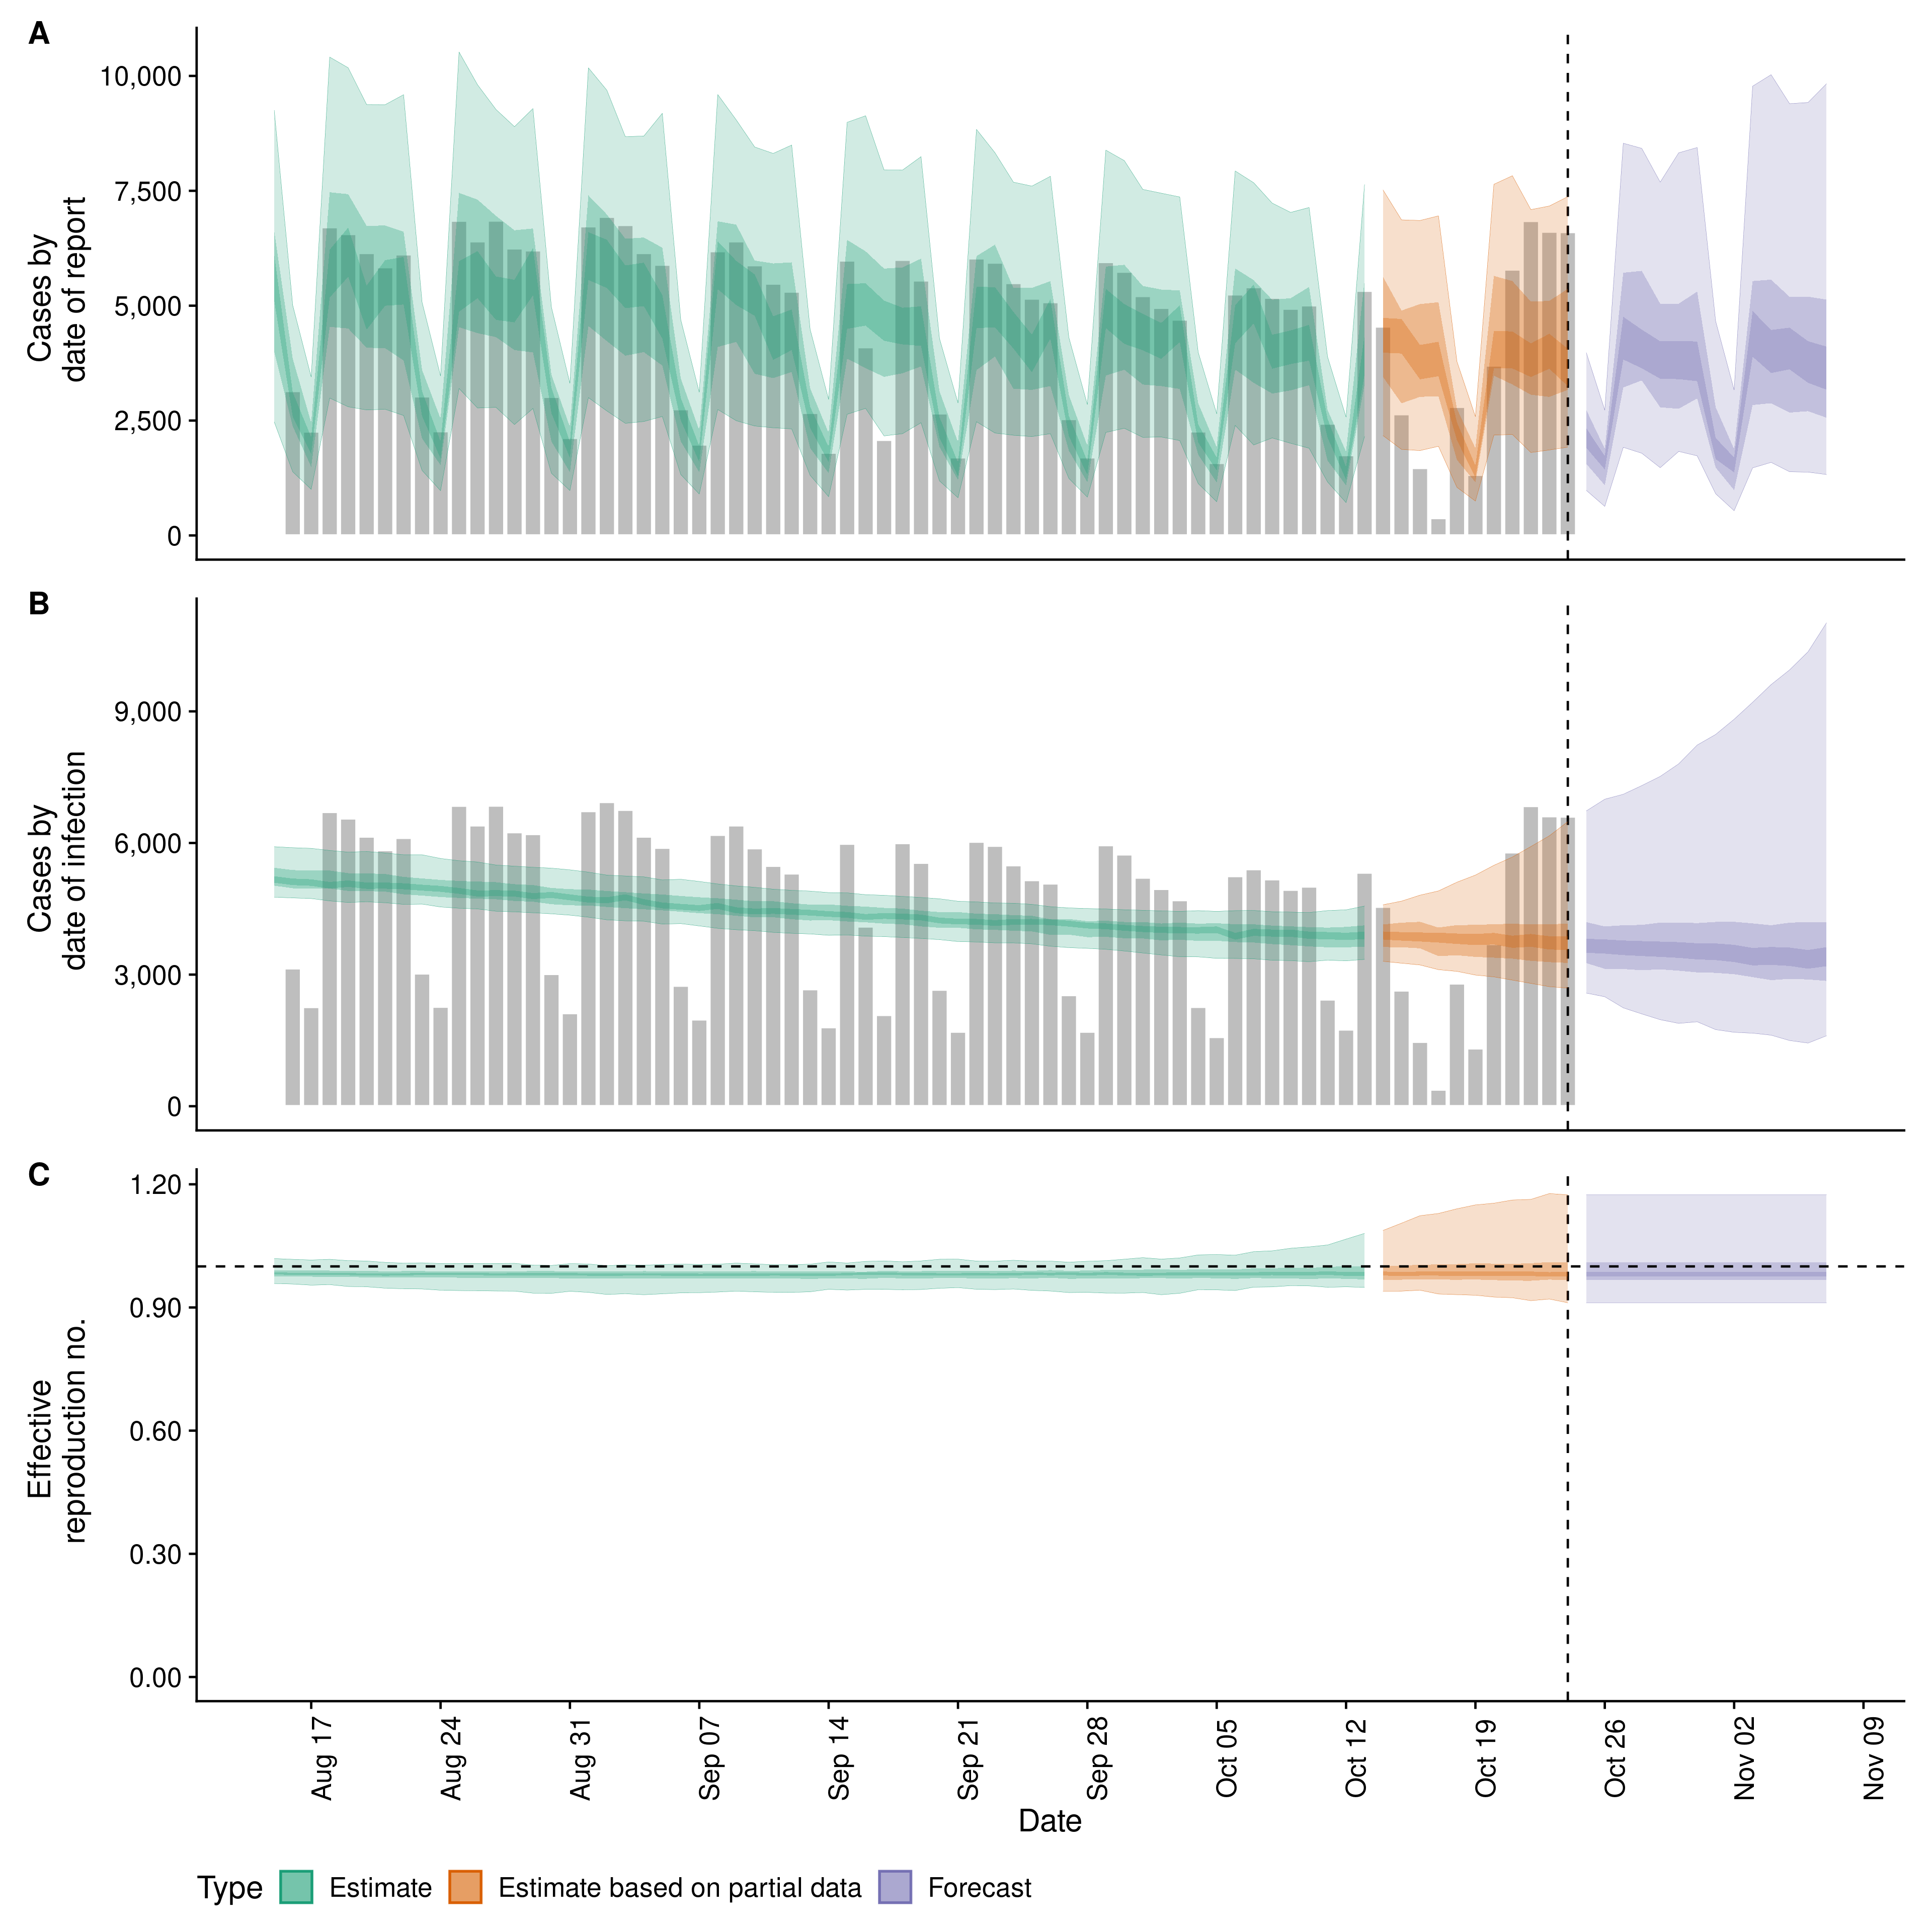 A
10,000
7,500
5,000
2,500
0
Cases by
date of report
B
9,000
6,000
3,000
0
Cases by
date of infection
C
1.20
0.90
0.60
0.30
0.00
Effective
reproduction no.
Aug 17
Aug 24
Aug 31
Sep 07
Sep 14
Sep 21
Sep 28
Oct 05
Oct 12
Oct 19
Oct 26
Nov 02
Nov 09
Date
Type Estimate Estimate based on partial data Forecast